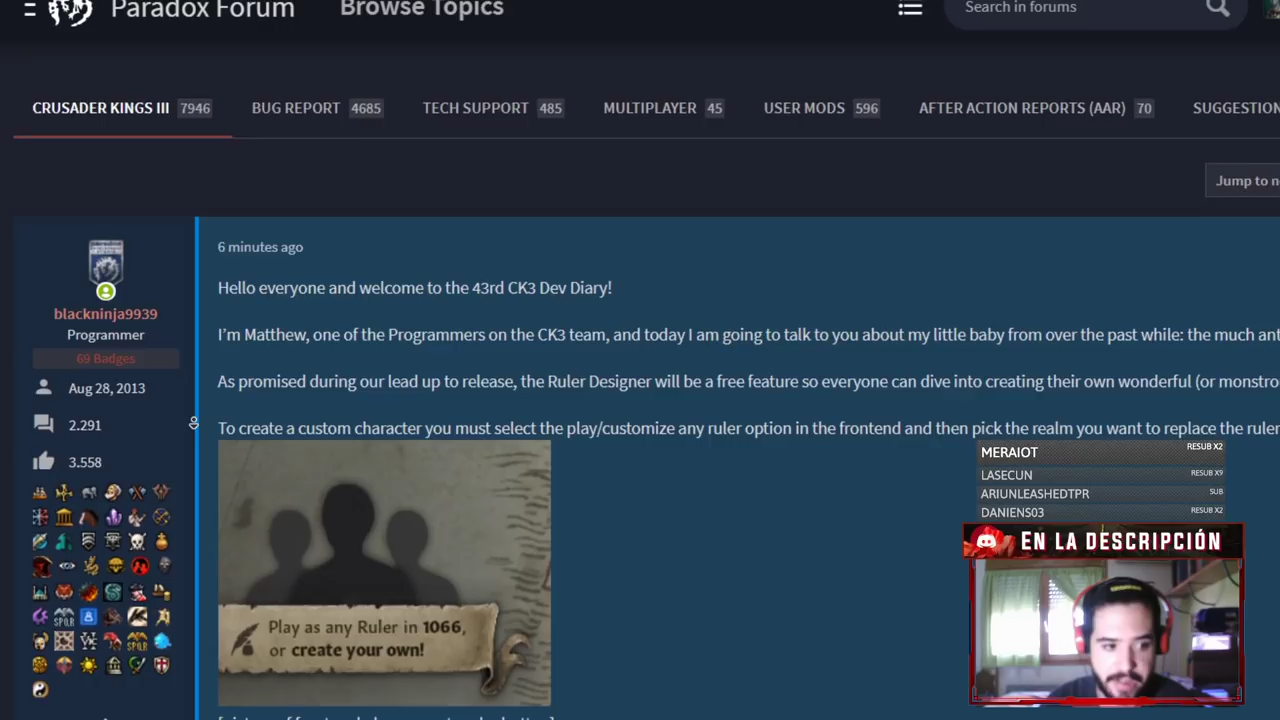 Paradox Forum
Browse Topics
Search in forums
CRUSADER KINGS III 7946
BUG REPORT 4685
TECH SUPPORT 485
MULTIPLAYER 45
USER MODS 596
AFTER ACTION REPORTS (AAR) 70
SUGGESTION
Jump to n
blackninja9939
Programmer
69 Badges
Aug 28, 2013
2.291
3.558
6 minutes ago
Hello everyone and welcome to the 43rd CK3 Dev Diary!
I'm Matthew, one of the Programmers on the CK3 team, and today I am going to talk to you about my little baby from over the past while: the much ant
As promised during our lead up to release, the Ruler Designer will be a free feature so everyone can dive into creating their own wonderful (or monstro
To create a custom character you must select the play/customize any ruler option in the frontend and then pick the realm you want to replace the ruler
Play as any Ruler in 1066,
or create your own!
MERAIOT RESUB X2
LASECUN RESUB X9
ARIUNLEASHEDTPR SUB
DANIENS03 RESUB X2
EN LA DESCRIPCIÓN